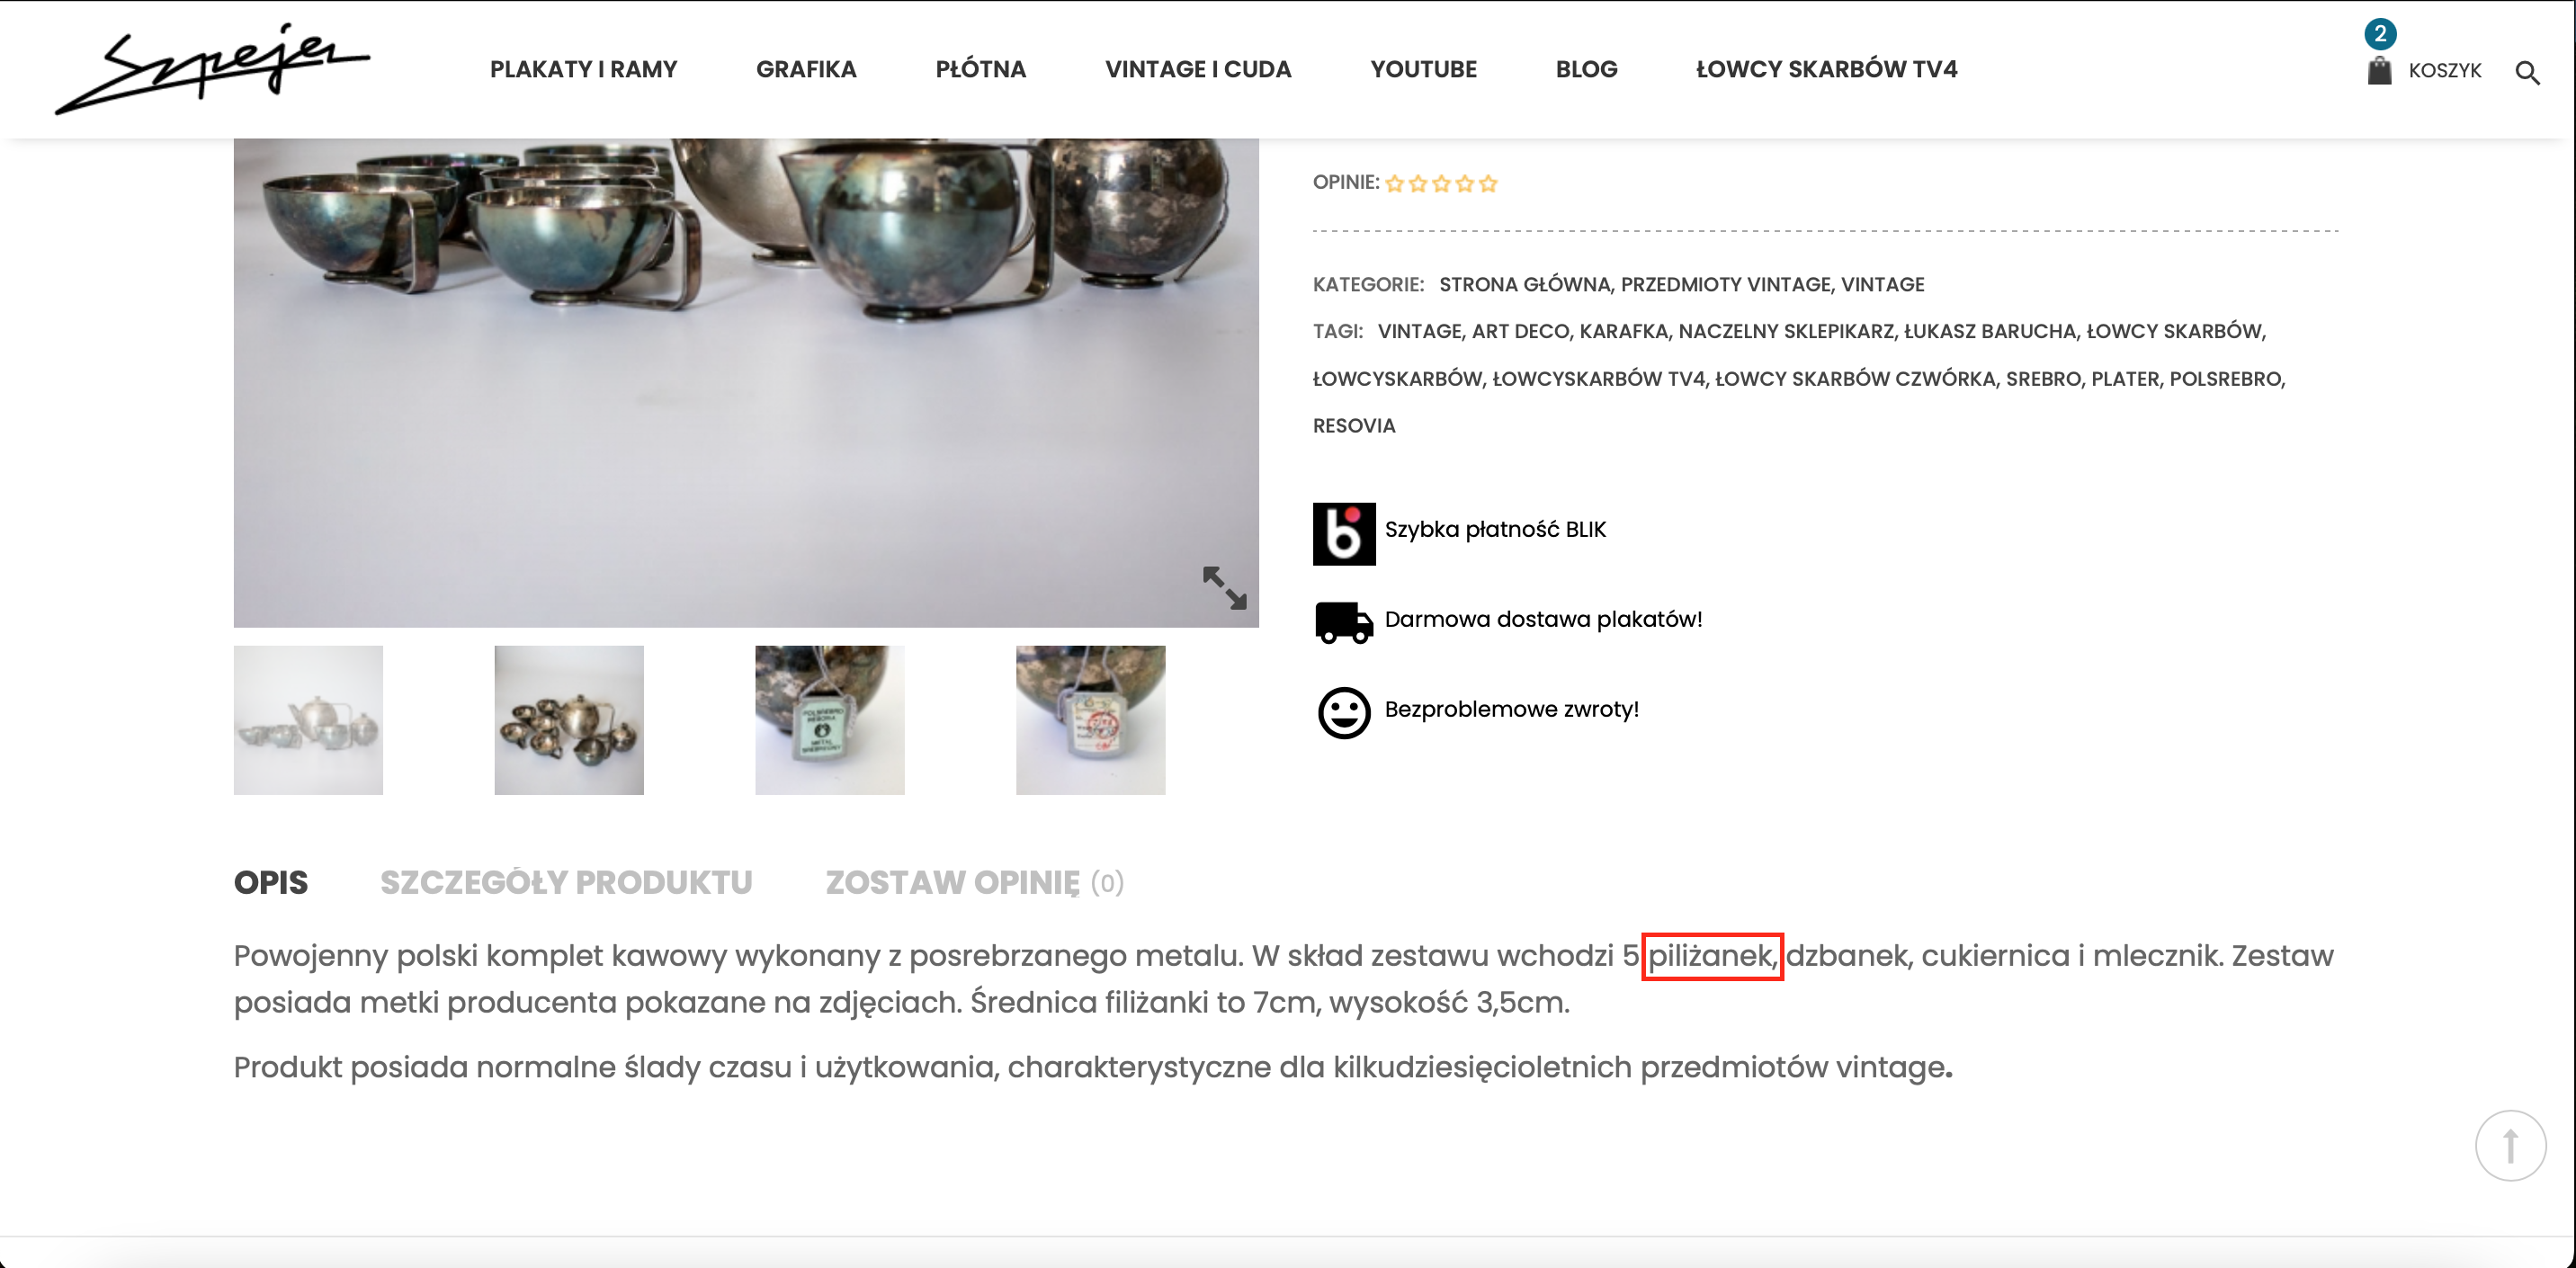 Szpejer
PLAKATY I RAMY GRAFIKA PŁÓTNA VINTAGE I CUDA YOUTUBE BLOG ŁOWCY SKARBÓW TV4 2 KOSZYK
OPINIE:
KATEGORIE: STRONA GŁÓWNA, PRZEDMIOTY VINTAGE, VINTAGE
TAGI: VINTAGE, ART DECO, KARAFKA, NACZELNY SKLEPIKARZ, ŁUKASZ BARUCHA, ŁOWCY SKARBÓW,
ŁOWCYSKARBÓW, ŁOWCYSKARBÓW TV4, ŁOWCY SKARBÓW CZWÓRKA, SREBRO, PLATER, POLSREBRO,
RESOVIA
b Szybka płatność BLIK
Darmowa dostawa plakatów!
Bezproblemowe zwroty!
OPIS SZCZEGÓŁY PRODUKTU ZOSTAW OPINIĘ (0)
Powojenny polski komplet kawowy wykonany z posrebrzanego metalu. W skład zestawu wchodzi 5 piliżanek, dzbanek, cukiernica i mlecznik. Zestaw
posiada metki producenta pokazane na zdjęciach. Średnica filiżanki to 7cm, wysokość 3,5cm.
Produkt posiada normalne ślady czasu i użytkowania, charakterystyczne dla kilkudziesięcioletnich przedmiotów vintage.